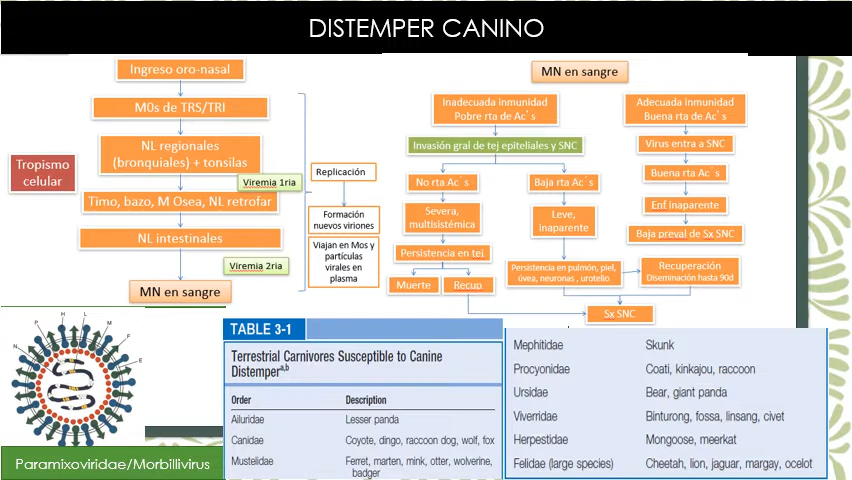 DISTEMPER CANINO
Ingreso oro-nasal
M0s de TRS/TRI
NL regionales
(bronquiales) + tonsilas
Viremia 1ria
Timo, bazo, M Osea, NL retrofar
NL intestinales
Viremia 2ria
MN en sangre
Tropismo
celular
Replicación
Formación
nuevos viriones
Viajan en Mos y
partículas
virales en
plasma
MN en sangre
Inadecuada inmunidad
Pobre rta de Ac´s
Invasión gral de tej epiteliales y SNC
No rta Ac´s
Severa,
multisistémica
Persistencia en tej
Muerte
Recup
Baja rta Ac´s
Leve,
Inaparente
Persistencia en pulmón, piel,
úvea, neuronas , urotelio
Recuperación
Diseminación hasta 90d
Sx SNC
Adecuada inmunidad
Buena rta de Ac´s
Virus entra a SNC
Buena rta Ac´s
Enf inaparente
Baja preval de Sx SNC
N
P
H
L
M
F
E
Paramixoviridae/Morbillivirus
TABLE 3-1
Terrestrial Carnivores Susceptible to Canine
Distemperᵃ,ᵇ
Order Description
Ailuridae Lesser panda
Canidae Coyote, dingo, raccoon dog, wolf, fox
Mustelidae Ferret, marten, mink, otter, wolverine,
badger
Mephitidae Skunk
Procyonidae Coati, kinkajou, raccoon
Ursidae Bear, giant panda
Viverridae Binturong, fossa, linsang, civet
Herpestidae Mongoose, meerkat
Felidae (large species) Cheetah, lion, jaguar, margay, ocelot